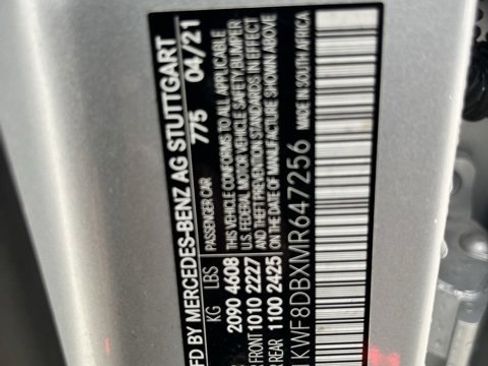 FD BY MERCEDES-BENZ AG STUTTGART
775 04/21
KG LBS PASSENGER CAR
2090 4608 THIS VEHICLE CONFORMS TO ALL APPLICABLE
FRONT 1010 2227 U.S. FEDERAL MOTOR VEHICLE SAFETY, BUMPER
REAR 1100 2425 AND THEFT PREVENTION STANDARDS IN EFFECT
ON THE DATE OF MANUFACTURE SHOWN ABOVE
KWF8DBXMR647256 MADE IN SOUTH AFRICA